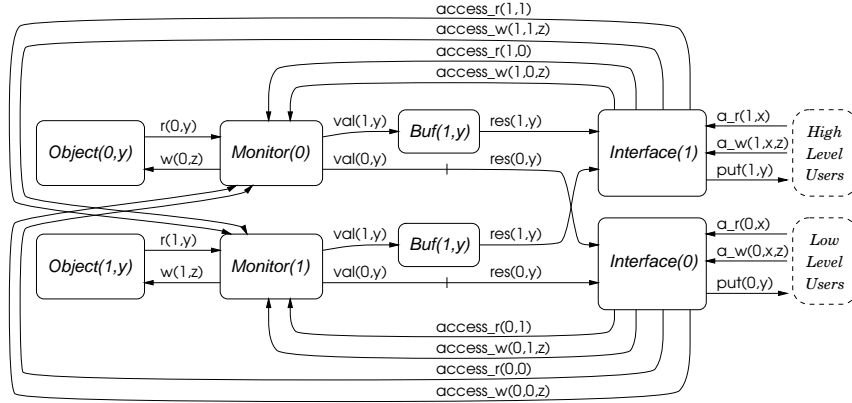 access_r(1,1)
access_w(1,1,z)
access_r(1,0)
access_w(1,0,z)
Object(0,y)
r(0,y)
w(0,z)
Monitor(0)
val(1,y)
val(0,y)
Buf(1,y)
res(1,y)
res(0,y)
Interface(1)
a_r(1,x)
a_w(1,x,z)
put(1,y)
High
Level
Users
Object(1,y)
r(1,y)
w(1,z)
Monitor(1)
val(1,y)
val(0,y)
Buf(1,y)
res(1,y)
res(0,y)
Interface(0)
a_r(0,x)
a_w(0,x,z)
put(0,y)
Low
Level
Users
access_r(0,1)
access_w(0,1,z)
access_r(0,0)
access_w(0,0,z)